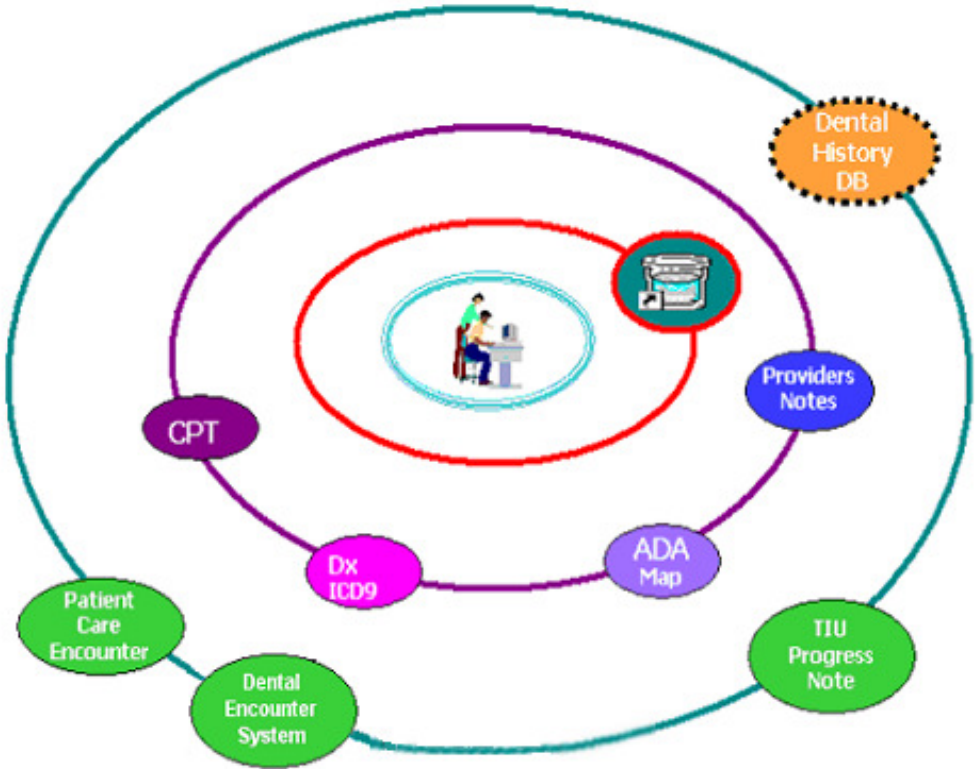 Dental
History
DB
Providers
Notes
CPT
Dx
ICD9
ADA
Map
Patient
Care
Encounter
Dental
Encounter
System
TIU
Progress
Note